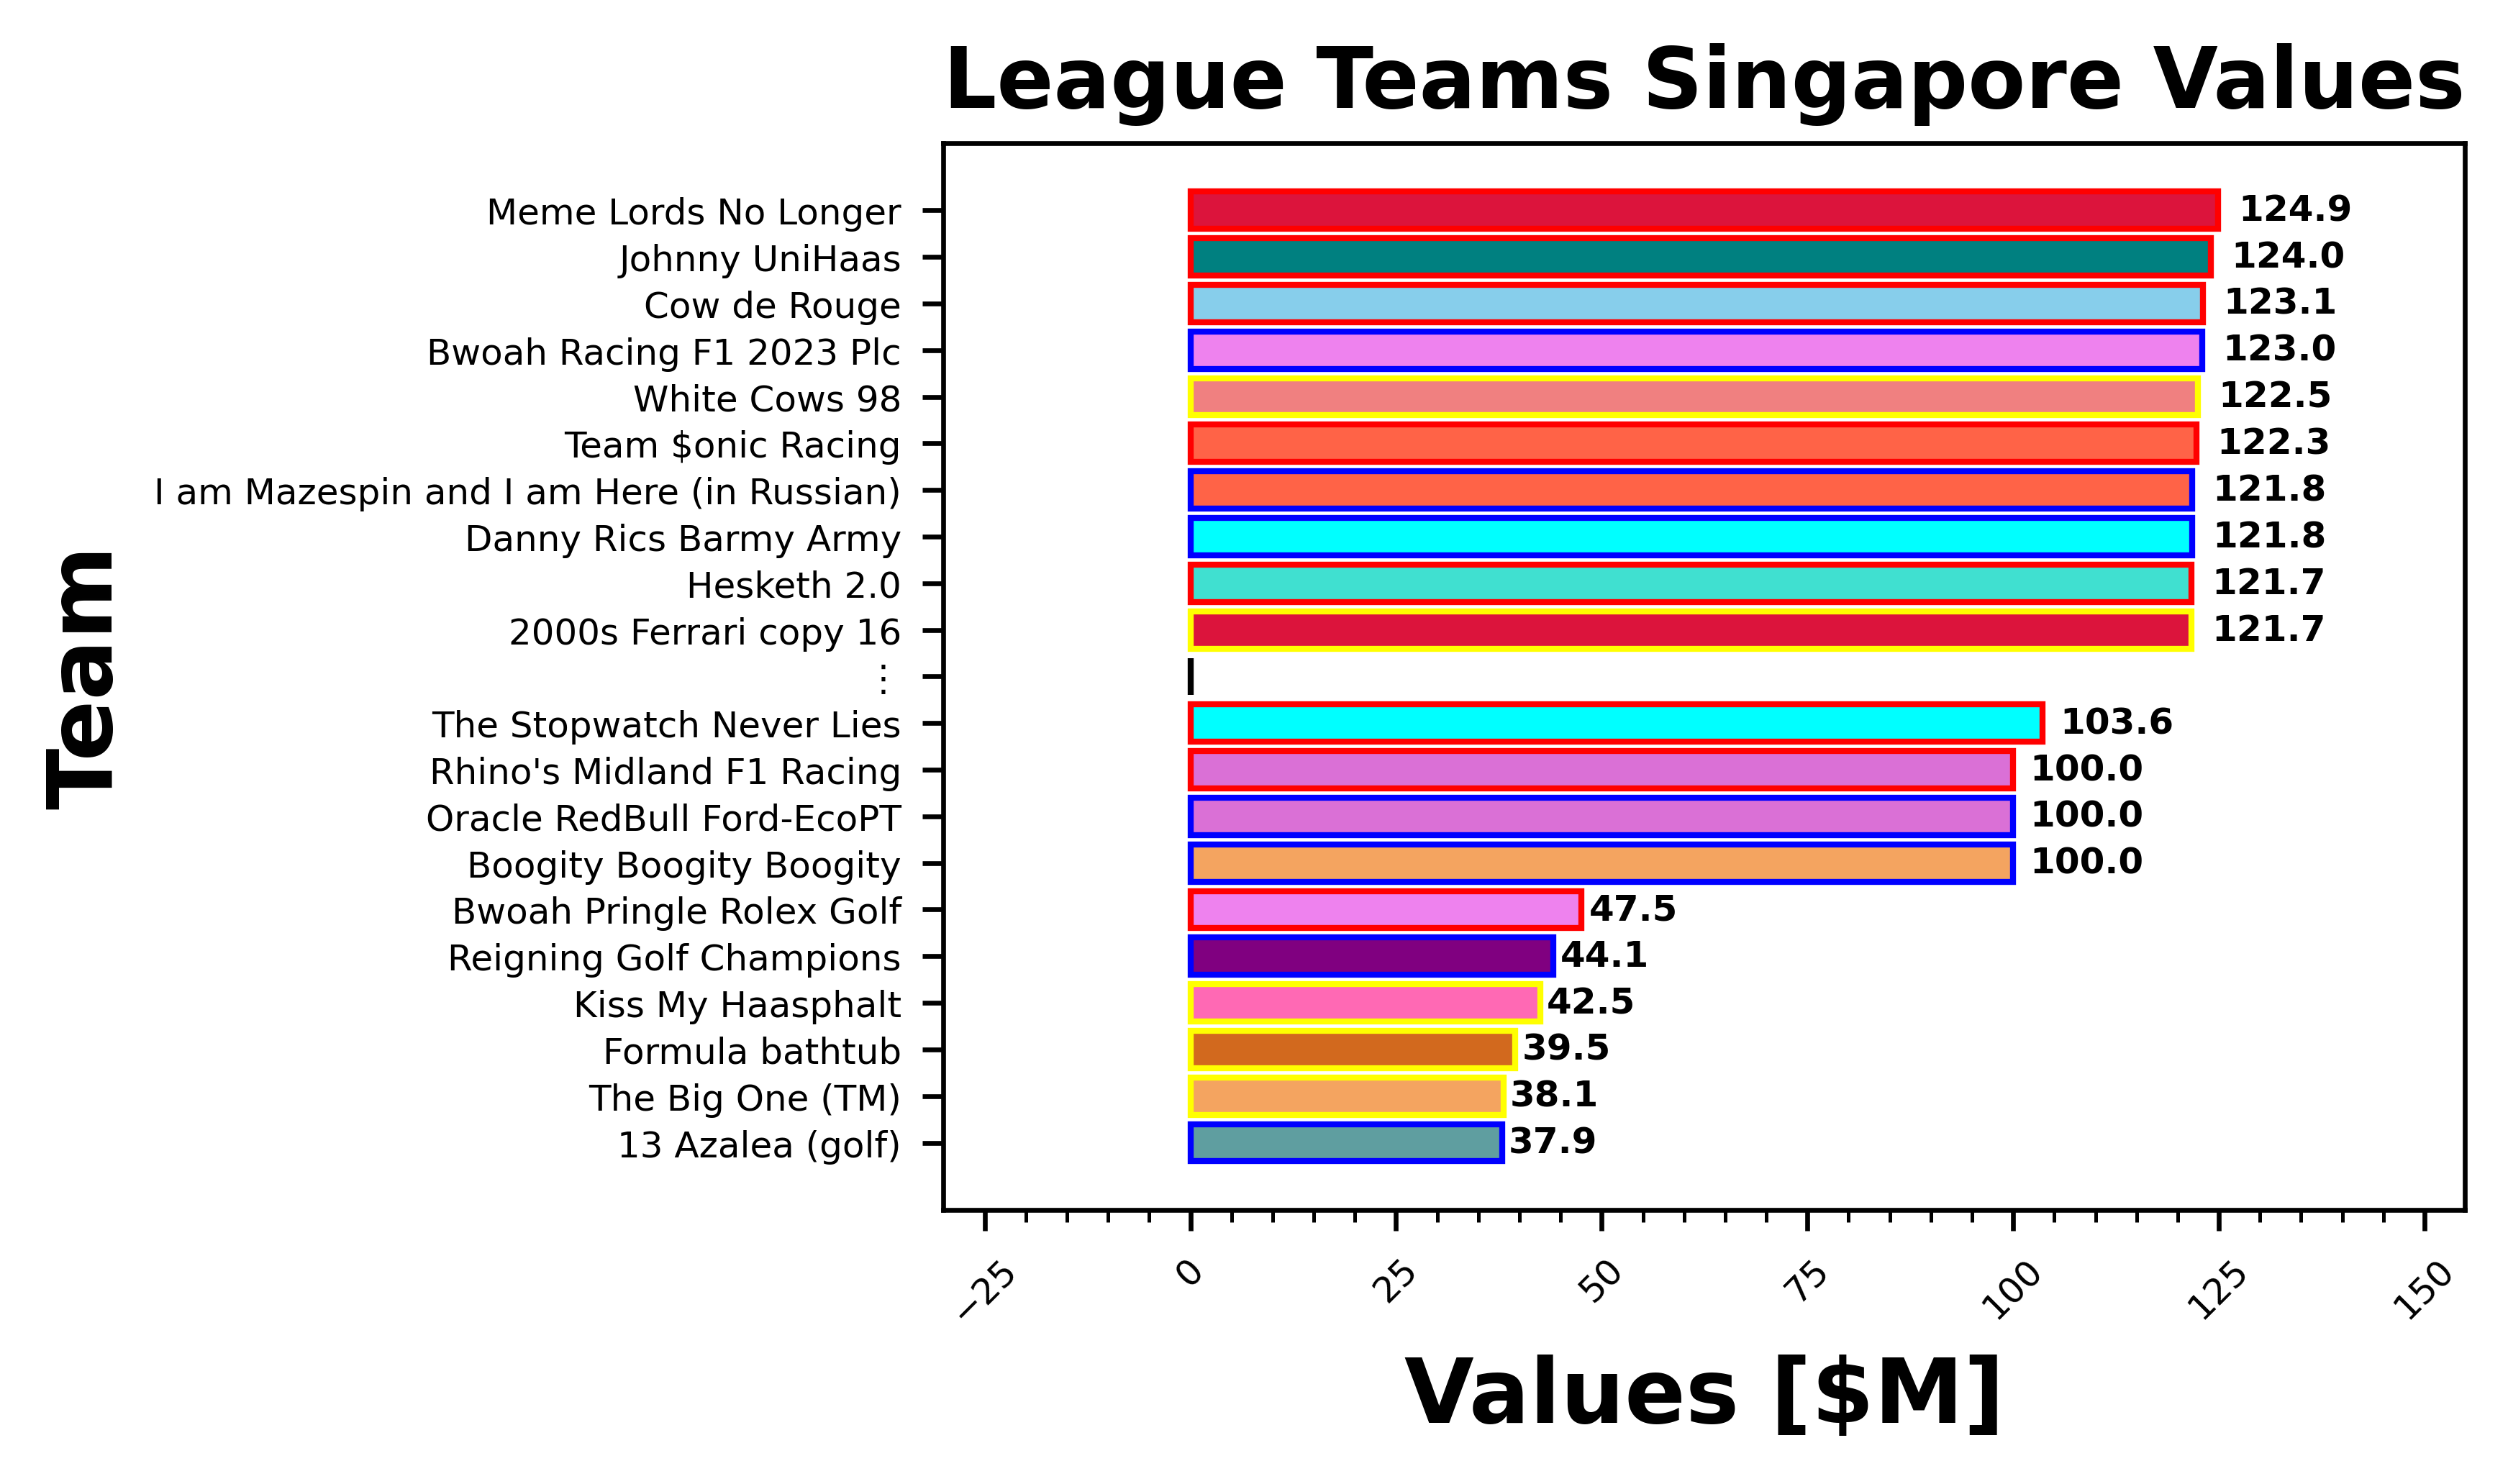 League Teams Singapore Values
Meme Lords No Longer 124.9
Johnny UniHaas 124.0
Cow de Rouge 123.1
Bwoah Racing F1 2023 Plc 123.0
White Cows 98 122.5
Team $onic Racing 122.3
I am Mazespin and I am Here (in Russian) 121.8
Danny Rics Barmy Army 121.8
Hesketh 2.0 121.7
2000s Ferrari copy 16 121.7
⋮
The Stopwatch Never Lies 103.6
Rhino's Midland F1 Racing 100.0
Oracle RedBull Ford-EcoPT 100.0
Boogity Boogity Boogity 100.0
Bwoah Pringle Rolex Golf 47.5
Reigning Golf Champions 44.1
Kiss My Haasphalt 42.5
Formula bathtub 39.5
The Big One (TM) 38.1
13 Azalea (golf) 37.9
Team
−25 0 25 50 75 100 125 150
Values [$M]